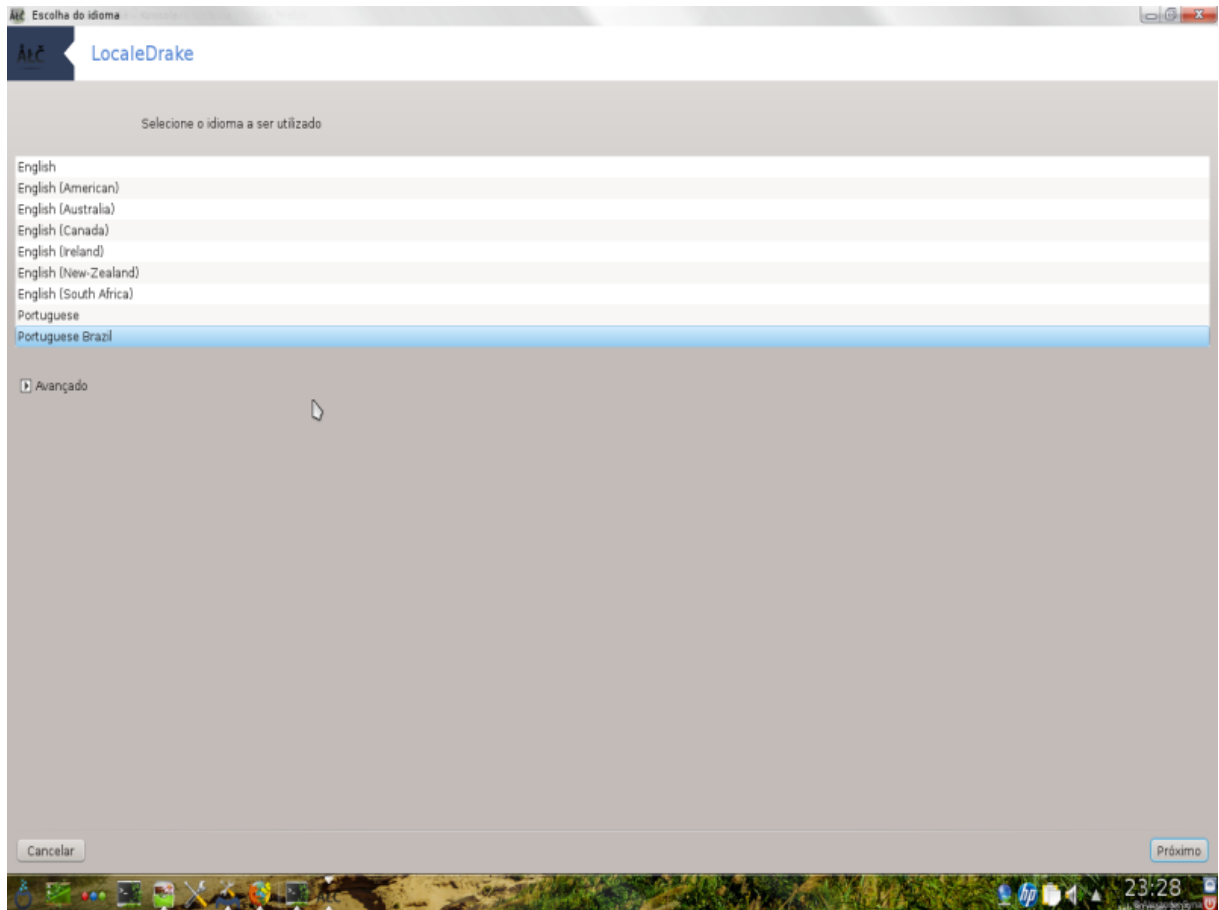 Escolha do idioma
LocaleDrake
Selecione o idioma a ser utilizado
English
English (American)
English (Australia)
English (Canada)
English (Ireland)
English (New-Zealand)
English (South Africa)
Portuguese
Portuguese Brazil
Avançado
Cancelar
Próximo
hp
23:28